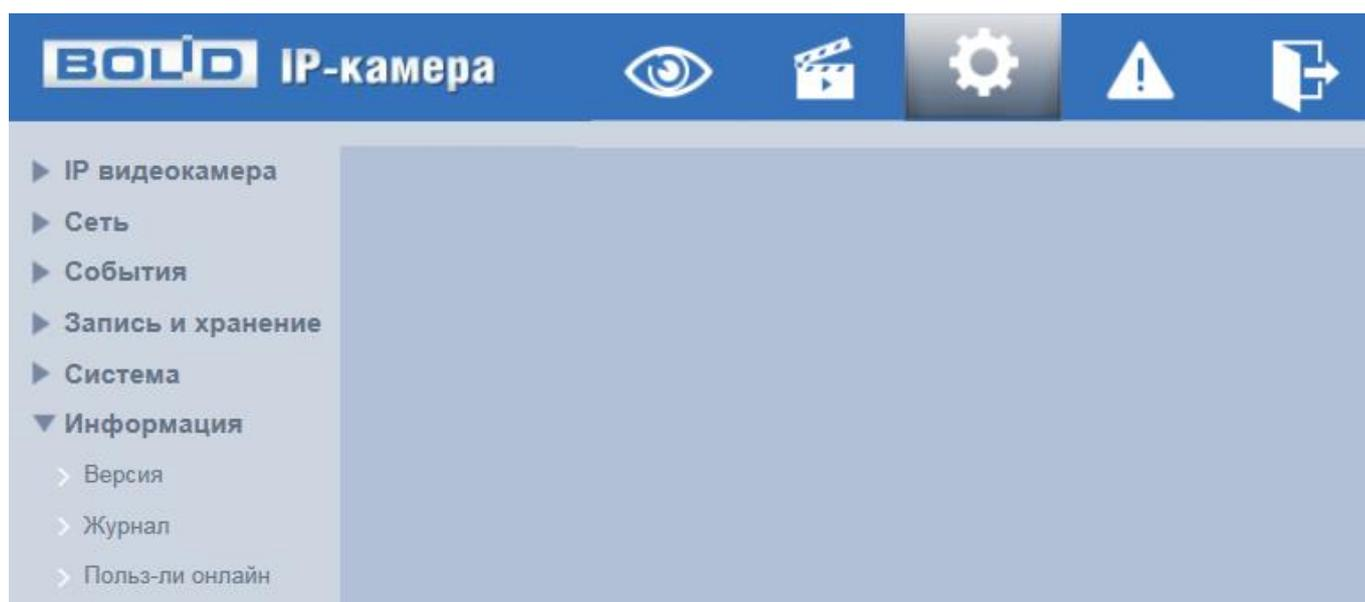 BOLID IP-камера
IP видеокамера
Сеть
События
Запись и хранение
Система
Информация
Версия
Журнал
Польз-ли онлайн